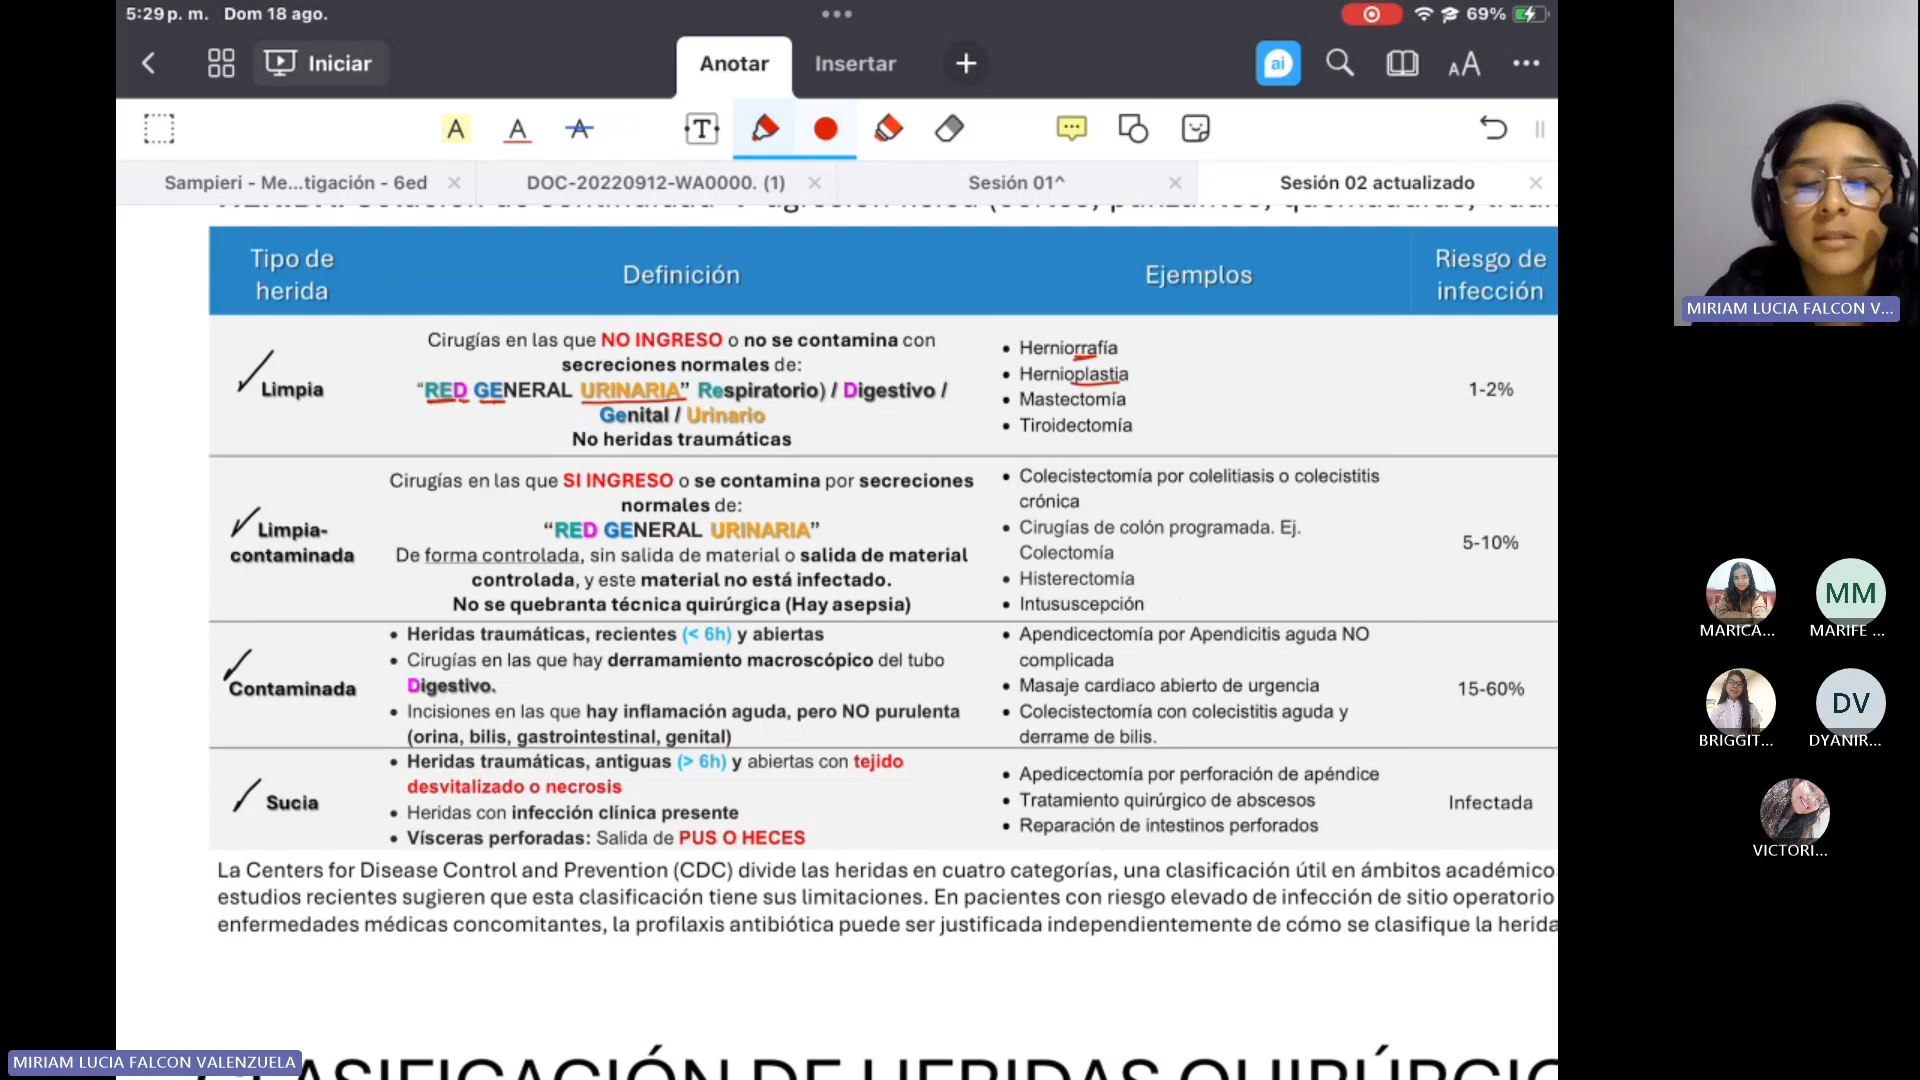 5:29 p. m. Dom 18 ago.
69%
Iniciar
Anotar
Insertar
ai
AA
A
A
A
T
Sampieri - Me...tigación - 6ed
DOC-20220912-WA0000. (1)
Sesión 01^
Sesión 02 actualizado
Tipo de herida
Definición
Ejemplos
Riesgo de infección
Limpia
Cirugías en las que NO INGRESO o no se contamina con
secreciones normales de:
“RED GENERAL URINARIA” Respiratorio) / Digestivo /
Genital / Urinario
No heridas traumáticas
• Herniorrafía
• Hernioplastia
• Mastectomía
• Tiroidectomía
1-2%
Limpia-
contaminada
Cirugías en las que SI INGRESO o se contamina por secreciones
normales de:
“RED GENERAL URINARIA”
De forma controlada, sin salida de material o salida de material
controlada, y este material no está infectado.
No se quebranta técnica quirúrgica (Hay asepsia)
• Colecistectomía por colelitiasis o colecistitis
crónica
• Cirugías de colón programada. Ej.
Colectomía
• Histerectomía
• Intususcepción
5-10%
Contaminada
• Heridas traumáticas, recientes (< 6h) y abiertas
• Cirugías en las que hay derramamiento macroscópico del tubo
Digestivo.
• Incisiones en las que hay inflamación aguda, pero NO purulenta
(orina, bilis, gastrointestinal, genital)
• Apendicectomía por Apendicitis aguda NO
complicada
• Masaje cardiaco abierto de urgencia
• Colecistectomía con colecistitis aguda y
derrame de bilis.
15-60%
Sucia
• Heridas traumáticas, antiguas (> 6h) y abiertas con tejido
desvitalizado o necrosis
• Heridas con infección clínica presente
• Vísceras perforadas: Salida de PUS O HECES
• Apedicectomía por perforación de apéndice
• Tratamiento quirúrgico de abscesos
• Reparación de intestinos perforados
Infectada
La Centers for Disease Control and Prevention (CDC) divide las heridas en cuatro categorías, una clasificación útil en ámbitos académico
estudios recientes sugieren que esta clasificación tiene sus limitaciones. En pacientes con riesgo elevado de infección de sitio operatorio
enfermedades médicas concomitantes, la profilaxis antibiótica puede ser justificada independientemente de cómo se clasifique la herida
CLASIFICACIÓN DE HERIDAS QUIRÚRGIC
MIRIAM LUCIA FALCON VALENZUELA
MIRIAM LUCIA FALCON V...
MM
MARICA...
MARIFE ...
DV
BRIGGIT...
DYANIR...
VICTORI...